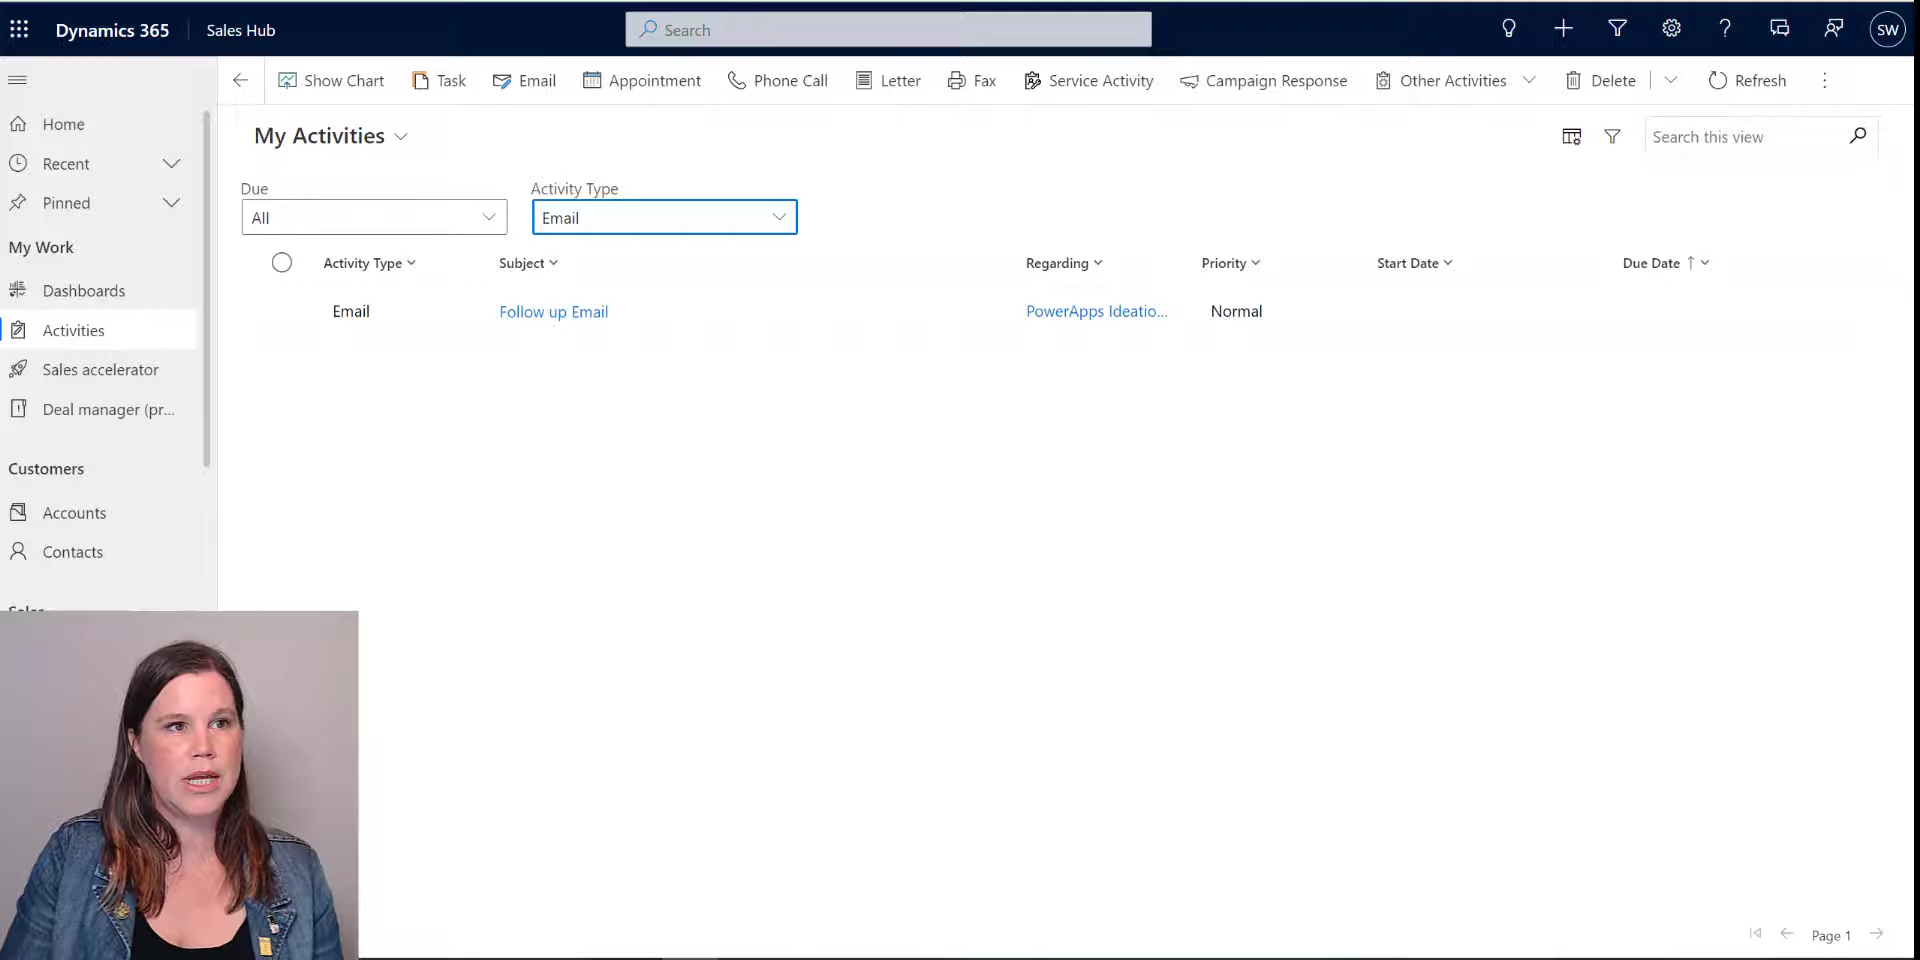 Dynamics 365
Sales Hub
Search
SW
Show Chart
Task
Email
Appointment
Phone Call
Letter
Fax
Service Activity
Campaign Response
Other Activities
Delete
Refresh
Home
Recent
Pinned
My Work
Dashboards
Activities
Sales accelerator
Deal manager (pr...
Customers
Accounts
Contacts
Sales
My Activities
Search this view
Due
All
Activity Type
Email
Activity Type
Subject
Regarding
Priority
Start Date
Due Date
Email
Follow up Email
PowerApps Ideatio...
Normal
Page 1